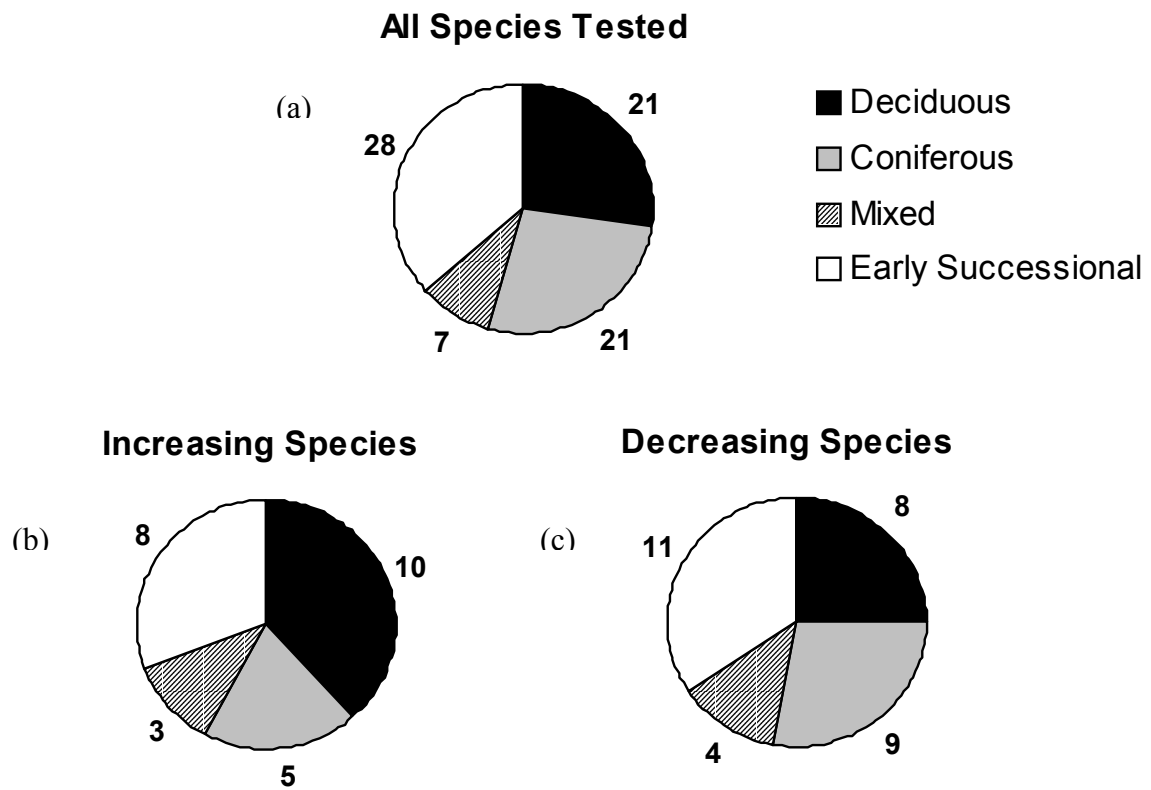 All Species Tested
(a)
28
21
7
21
Deciduous
Coniferous
Mixed
Early Successional
Increasing Species
(b)
8
10
3
5
Decreasing Species
(c)
11
8
4
9